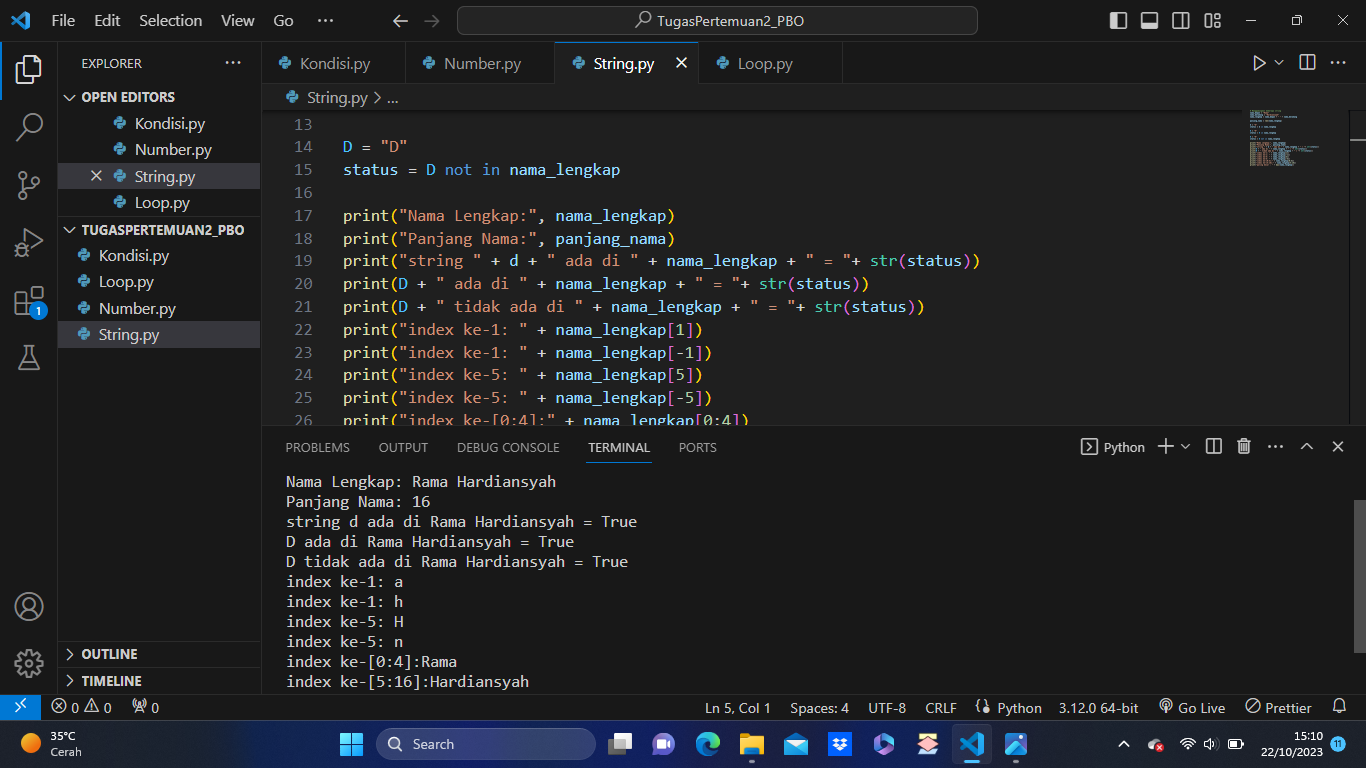 File Edit Selection View Go ··· TugasPertemuan2_PBO
EXPLORER ···
OPEN EDITORS
Kondisi.py
Number.py
String.py
Loop.py
TUGASPERTEMUAN2_PBO
Kondisi.py
Loop.py
Number.py
String.py
1
OUTLINE
TIMELINE
Kondisi.py Number.py String.py Loop.py
String.py > ...
13
14 D = "D"
15 status = D not in nama_lengkap
16
17 print("Nama Lengkap:", nama_lengkap)
18 print("Panjang Nama:", panjang_nama)
19 print("string " + d + " ada di " + nama_lengkap + " = "+ str(status))
20 print(D + " ada di " + nama_lengkap + " = "+ str(status))
21 print(D + " tidak ada di " + nama_lengkap + " = "+ str(status))
22 print("index ke-1: " + nama_lengkap[1])
23 print("index ke-1: " + nama_lengkap[-1])
24 print("index ke-5: " + nama_lengkap[5])
25 print("index ke-5: " + nama_lengkap[-5])
26 print("index ke-[0:4]:" + nama_lengkap[0:4])
PROBLEMS OUTPUT DEBUG CONSOLE TERMINAL PORTS Python
Nama Lengkap: Rama Hardiansyah
Panjang Nama: 16
string d ada di Rama Hardiansyah = True
D ada di Rama Hardiansyah = True
D tidak ada di Rama Hardiansyah = True
index ke-1: a
index ke-1: h
index ke-5: H
index ke-5: n
index ke-[0:4]:Rama
index ke-[5:16]:Hardiansyah
0 0 0 Ln 5, Col 1 Spaces: 4 UTF-8 CRLF Python 3.12.0 64-bit Go Live Prettier
35°C
Cerah
Search
15:10
22/10/2023
11